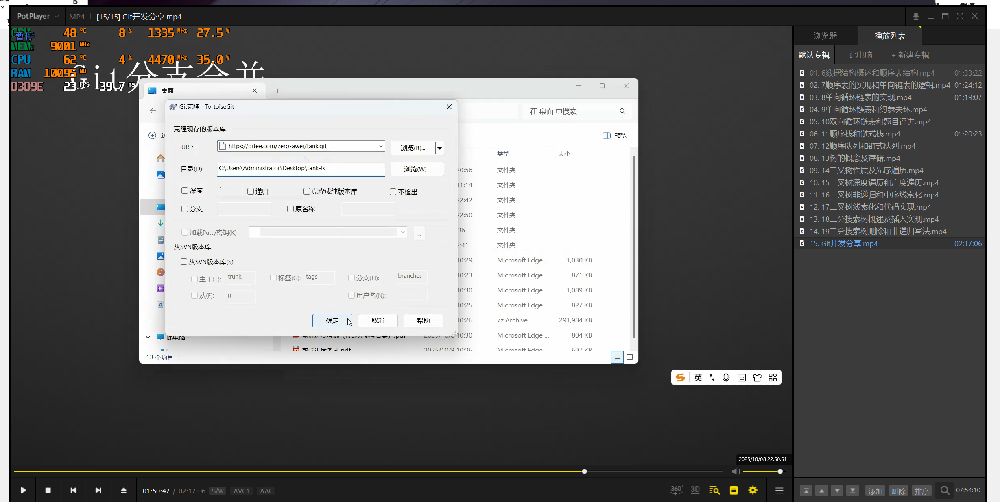 PotPlayer MP4 [15/15] Git开发分享.mp4
暂停
48 °C 8 % 1335 MHz 27.5 W
MEM2 9001 MHz
CPU 62 °C 4 % 4470 MHz 35.0 W
RAM 10095 MB
D3D9E 23 FPS 39.7 ms
Git分支合并
桌面
Git克隆 - TortoiseGit
在 桌面 中搜索
克隆现存的版本库
URL: https://gitee.com/zero-awei/tank.git 浏览(B)...
目录(D) C:\Users\Administrator\Desktop\tank-ls 浏览(W)...
深度 1 递归 克隆成纯版本库 不检出
分支 原名称
加载Putty密钥(K) ...
从SVN版本库
从SVN版本库(S)
主干(T): trunk 标签(G): tags 分支(H): branches
从(F): 0 用户名(N):
确定 取消 帮助
预览
类型 大小
20:56 文件夹
11:14 文件夹
22:42 文件夹
22:50 文件夹
36 文件夹
2:41 文件夹
10:29 Microsoft Edge ... 1,030 KB
10:23 Microsoft Edge ... 871 KB
10:30 Microsoft Edge ... 1,089 KB
10:25 Microsoft Edge ... 827 KB
10:26 7z Archive 291,984 KB
10:30 Microsoft Edge ... 804 KB
此电脑
前端进度考试.pdf 2025/10/8 10:26 Microsoft Edge 697 KB
13 个项目
英
2025/10/08 22:50:51
01:50:47 / 02:17:06 S/W AVC1 AAC
360° 3D
浏览器 播放列表
默认专辑 此电脑 + 新建专辑
01. 6数据结构概述和顺序表结构.mp4 01:33:22
02. 7顺序表的实现和单向链表的逻辑.mp4 01:24:12
03. 8单向循环链表的实现.mp4 01:19:07
04. 9单向循环链表和约瑟夫环.mp4
05. 10双向循环链表和题目评讲.mp4
06. 11顺序栈和链式栈.mp4 01:20:23
07. 12顺序队列和链式队列.mp4
08. 13树的概念及存储.mp4
09. 14二叉树性质及先序遍历.mp4
10. 15二叉树深度遍历和广度遍历.mp4
11. 16二叉树非递归和中序线索化.mp4
12. 17二叉树线索化和代码实现.mp4
13. 18二分搜索树概述及插入实现.mp4
14. 19二分搜索树删除和非递归写法.mp4
15. Git开发分享.mp4 02:17:06
添加 删除 排序 07:54:10